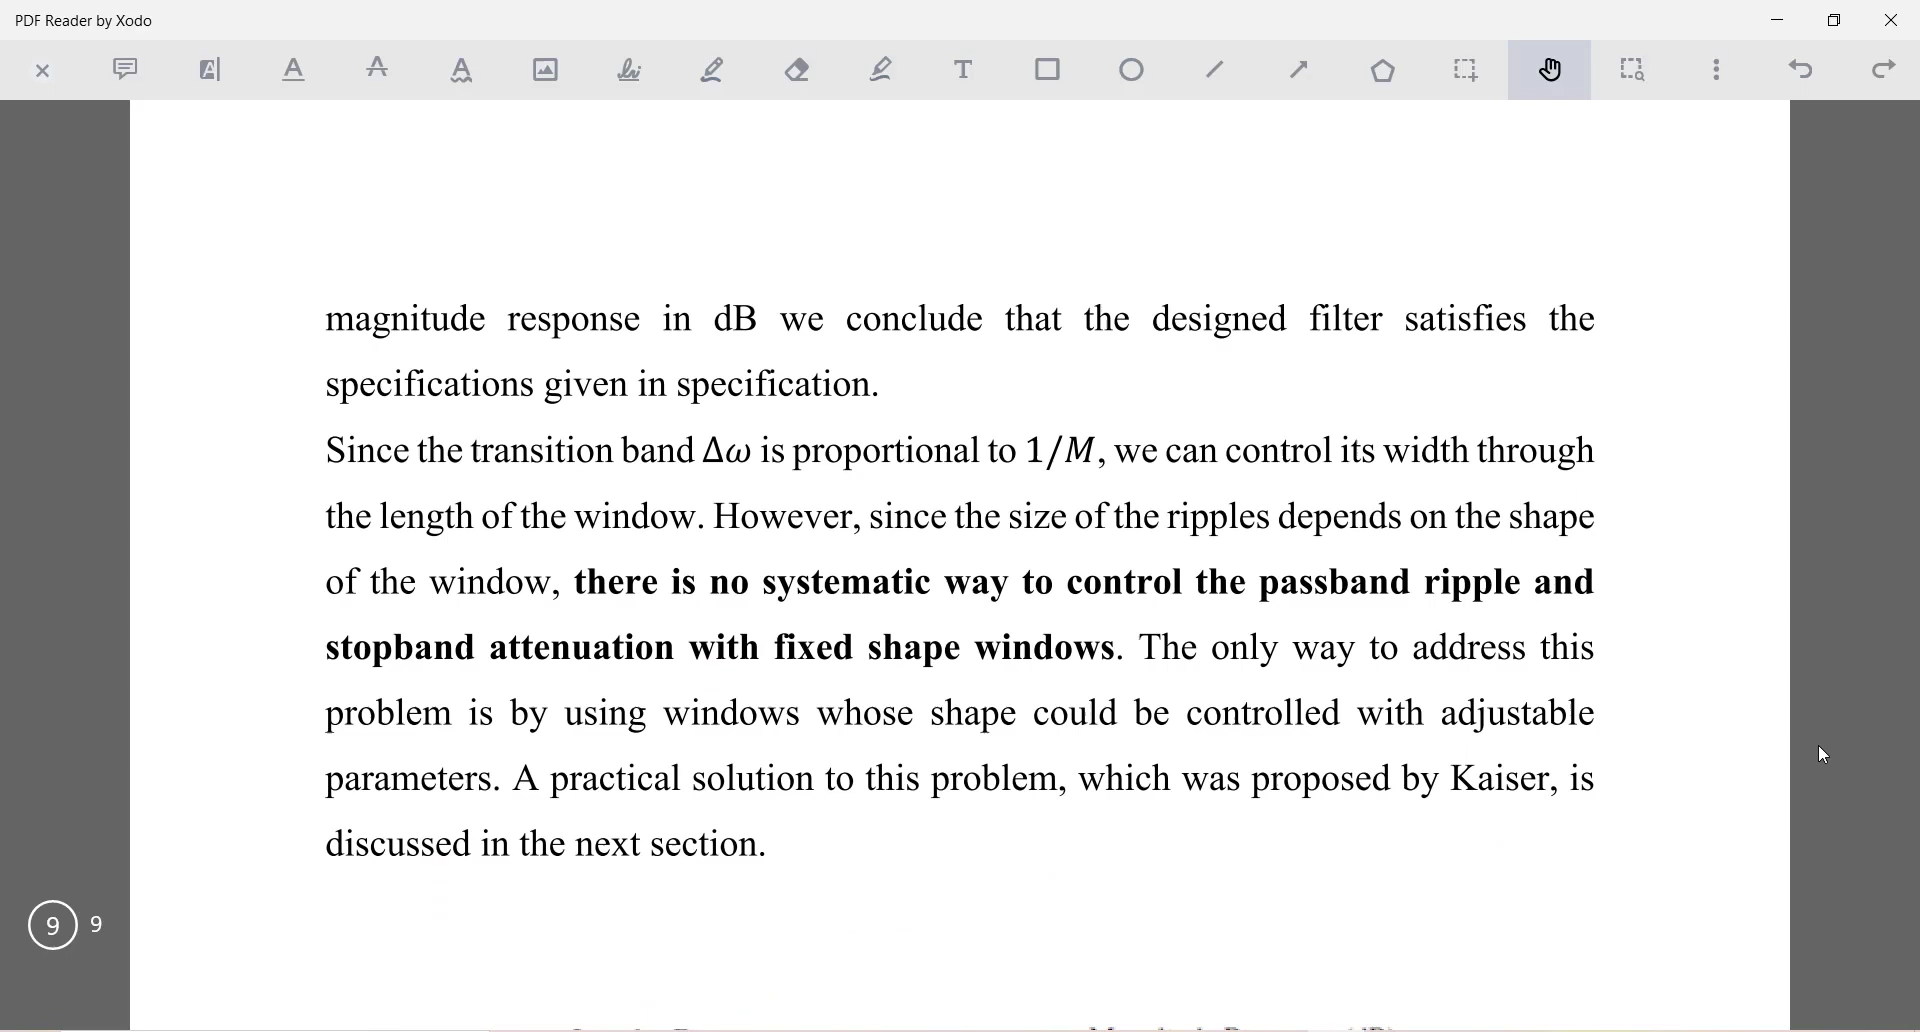 PDF Reader by Xodo
magnitude response in dB we conclude that the designed filter satisfies the
specifications given in specification.
Since the transition band Δω is proportional to 1/M, we can control its width through
the length of the window. However, since the size of the ripples depends on the shape
of the window, there is no systematic way to control the passband ripple and
stopband attenuation with fixed shape windows. The only way to address this
problem is by using windows whose shape could be controlled with adjustable
parameters. A practical solution to this problem, which was proposed by Kaiser, is
discussed in the next section.
9 9